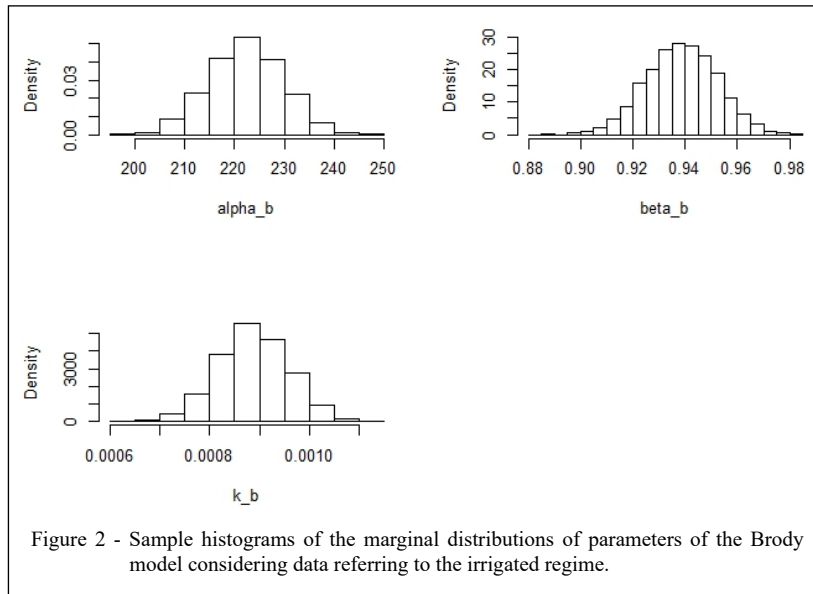 Density
0.00 0.03
200 210 220 230 240 250
alpha_b
Density
0 10 20 30
0.88 0.90 0.92 0.94 0.96 0.98
beta_b
Density
0 3000
0.0006 0.0008 0.0010
k_b
Figure 2 - Sample histograms of the marginal distributions of parameters of the Brody
model considering data referring to the irrigated regime.